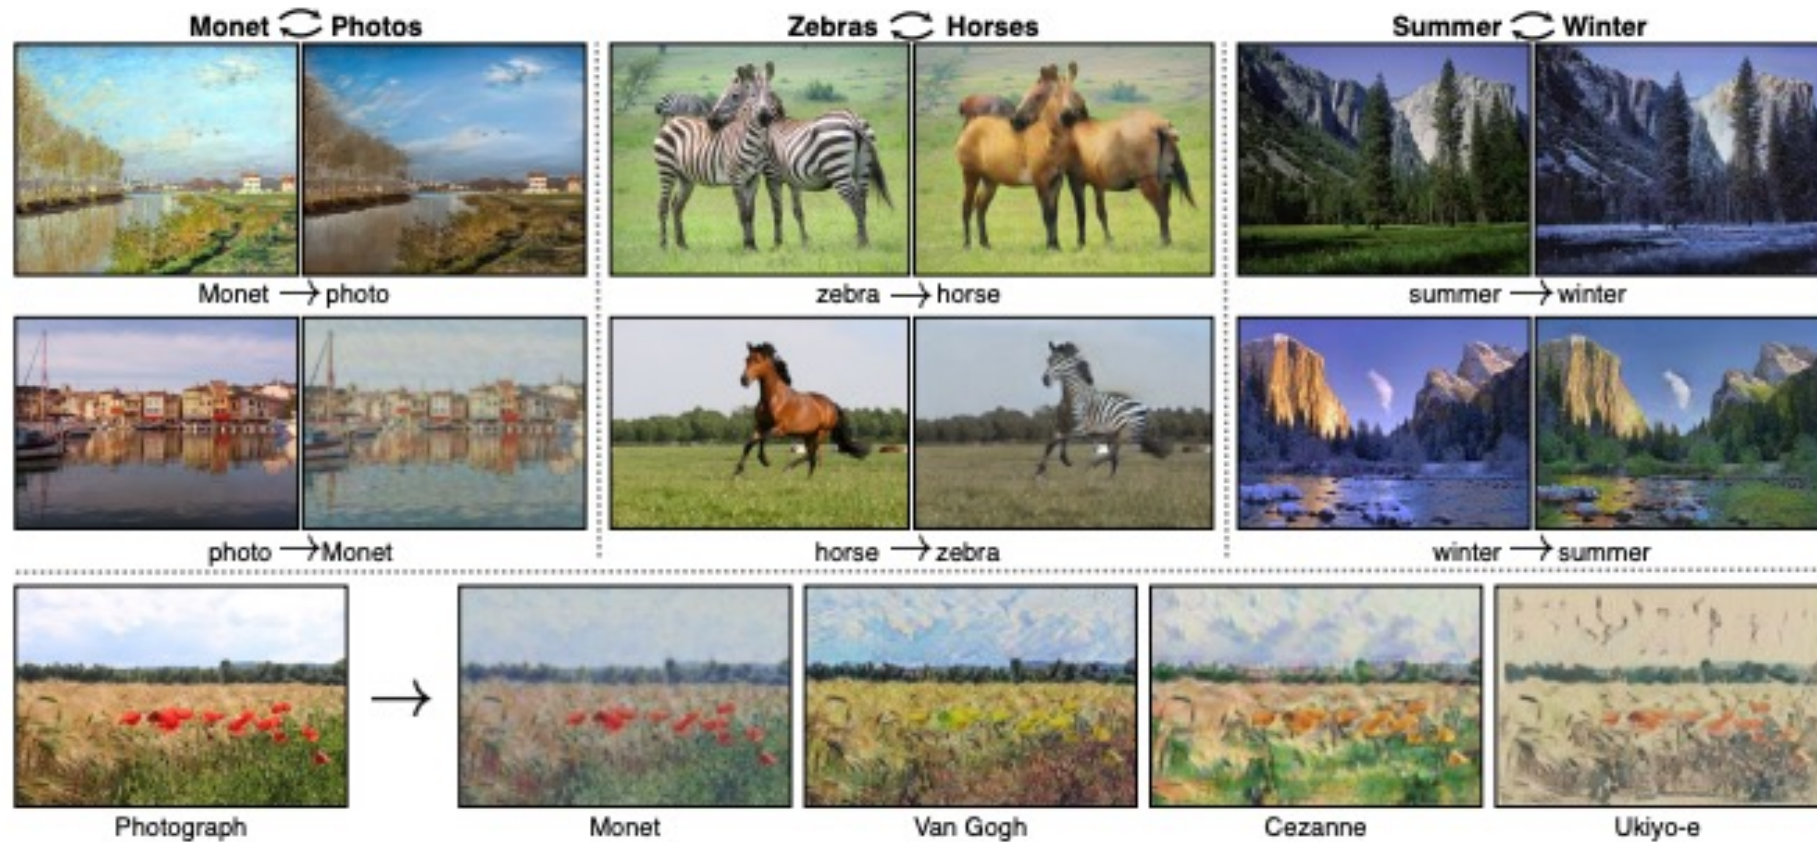 Monet ⟲ Photos
Zebras ⟲ Horses
Summer ⟲ Winter
Monet → photo
zebra → horse
summer → winter
photo → Monet
horse → zebra
winter → summer
Photograph
Monet
Van Gogh
Cezanne
Ukiyo-e